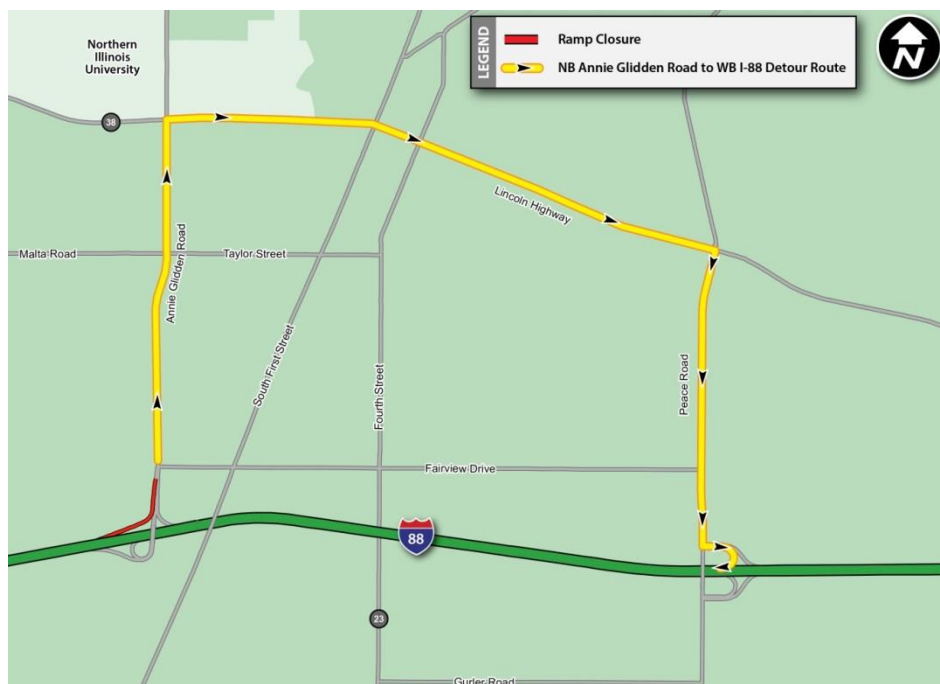 Northern
Illinois
University
LEGEND
Ramp Closure
NB Annie Glidden Road to WB I-88 Detour Route
N
38
Lincoln Highway
Malta Road
Taylor Street
Annie Glidden Road
South First Street
Fourth Street
Peace Road
Fairview Drive
88
23
Gurler Road